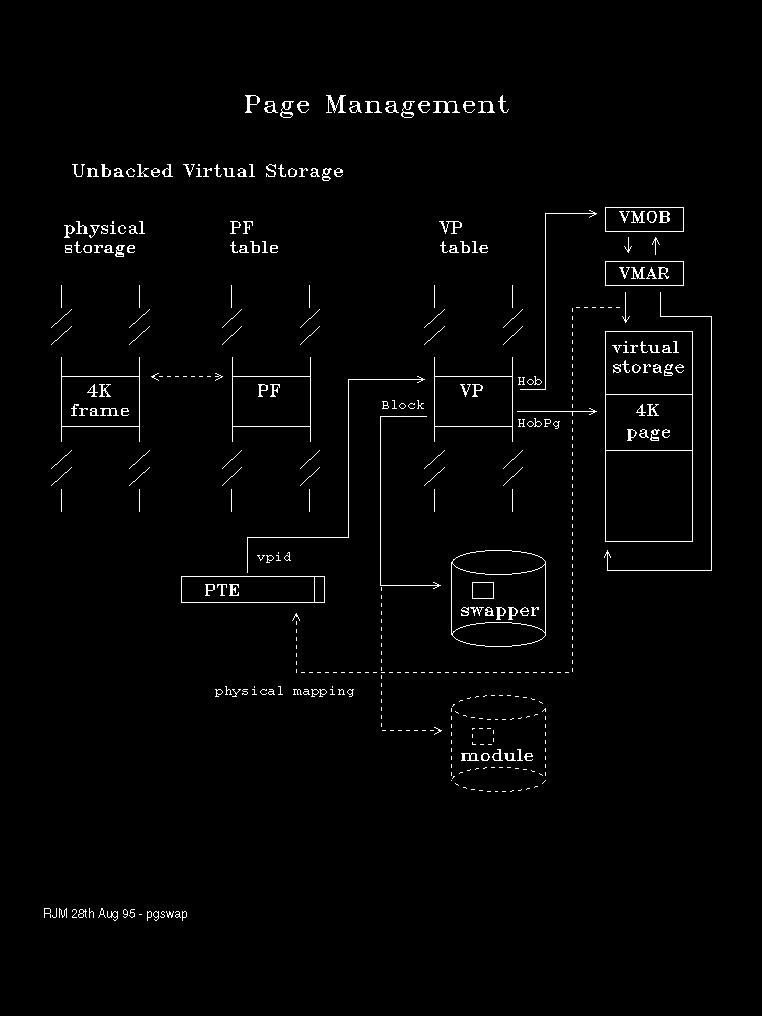 Page Management
Unbacked Virtual Storage
physical
storage
PF
table
VP
table
VMOB
VMAR
virtual
storage
4K
frame
PF
VP
Hob
Block
HobPg
4K
page
vpid
PTE
swapper
physical mapping
module
RJM 28th Aug 95 - pgswap